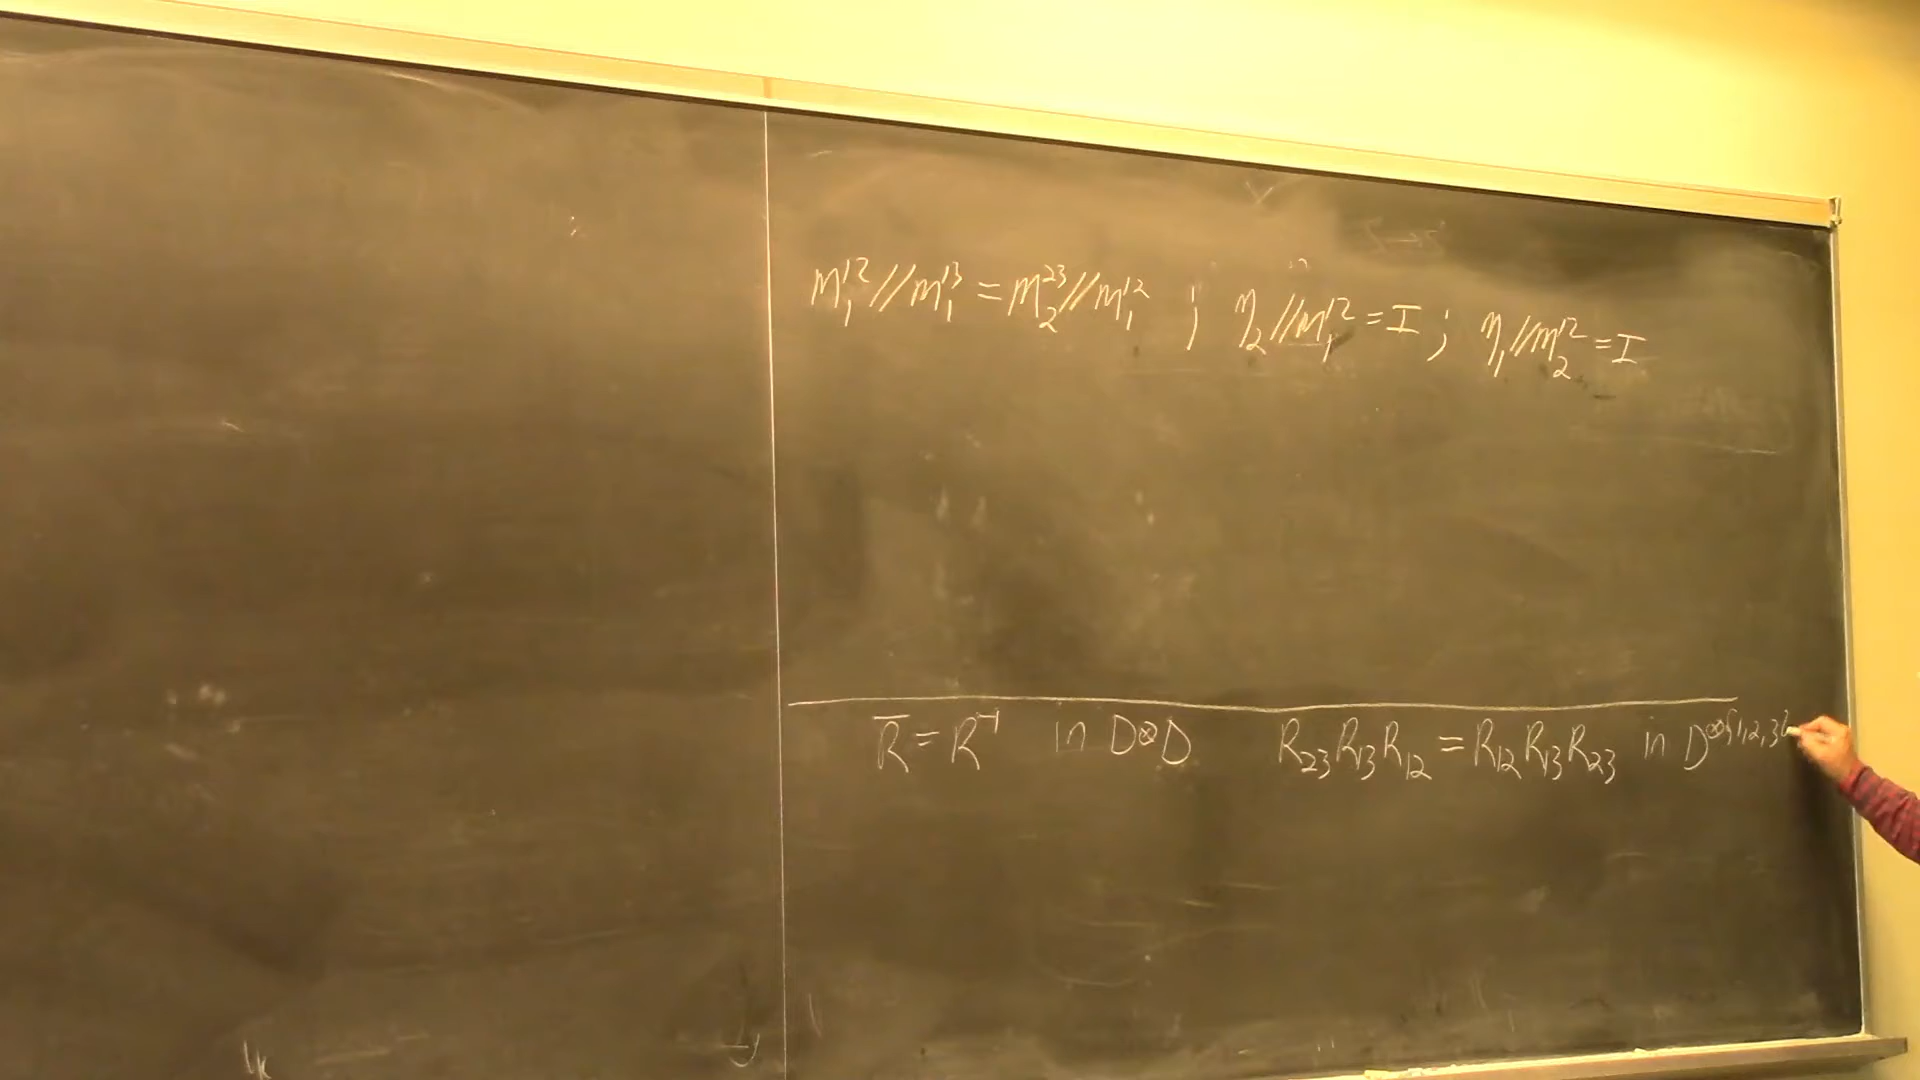 m₁¹² // m₁¹³ = m₂²³ // m₁¹² ; η₂ // m₁¹² = I ; η₁ // m₂¹² = I
R̅ = R⁻¹ in D⊗D R₂₃R₁₃R₁₂ = R₁₂R₁₃R₂₃ in D^⊗{1,2,3}